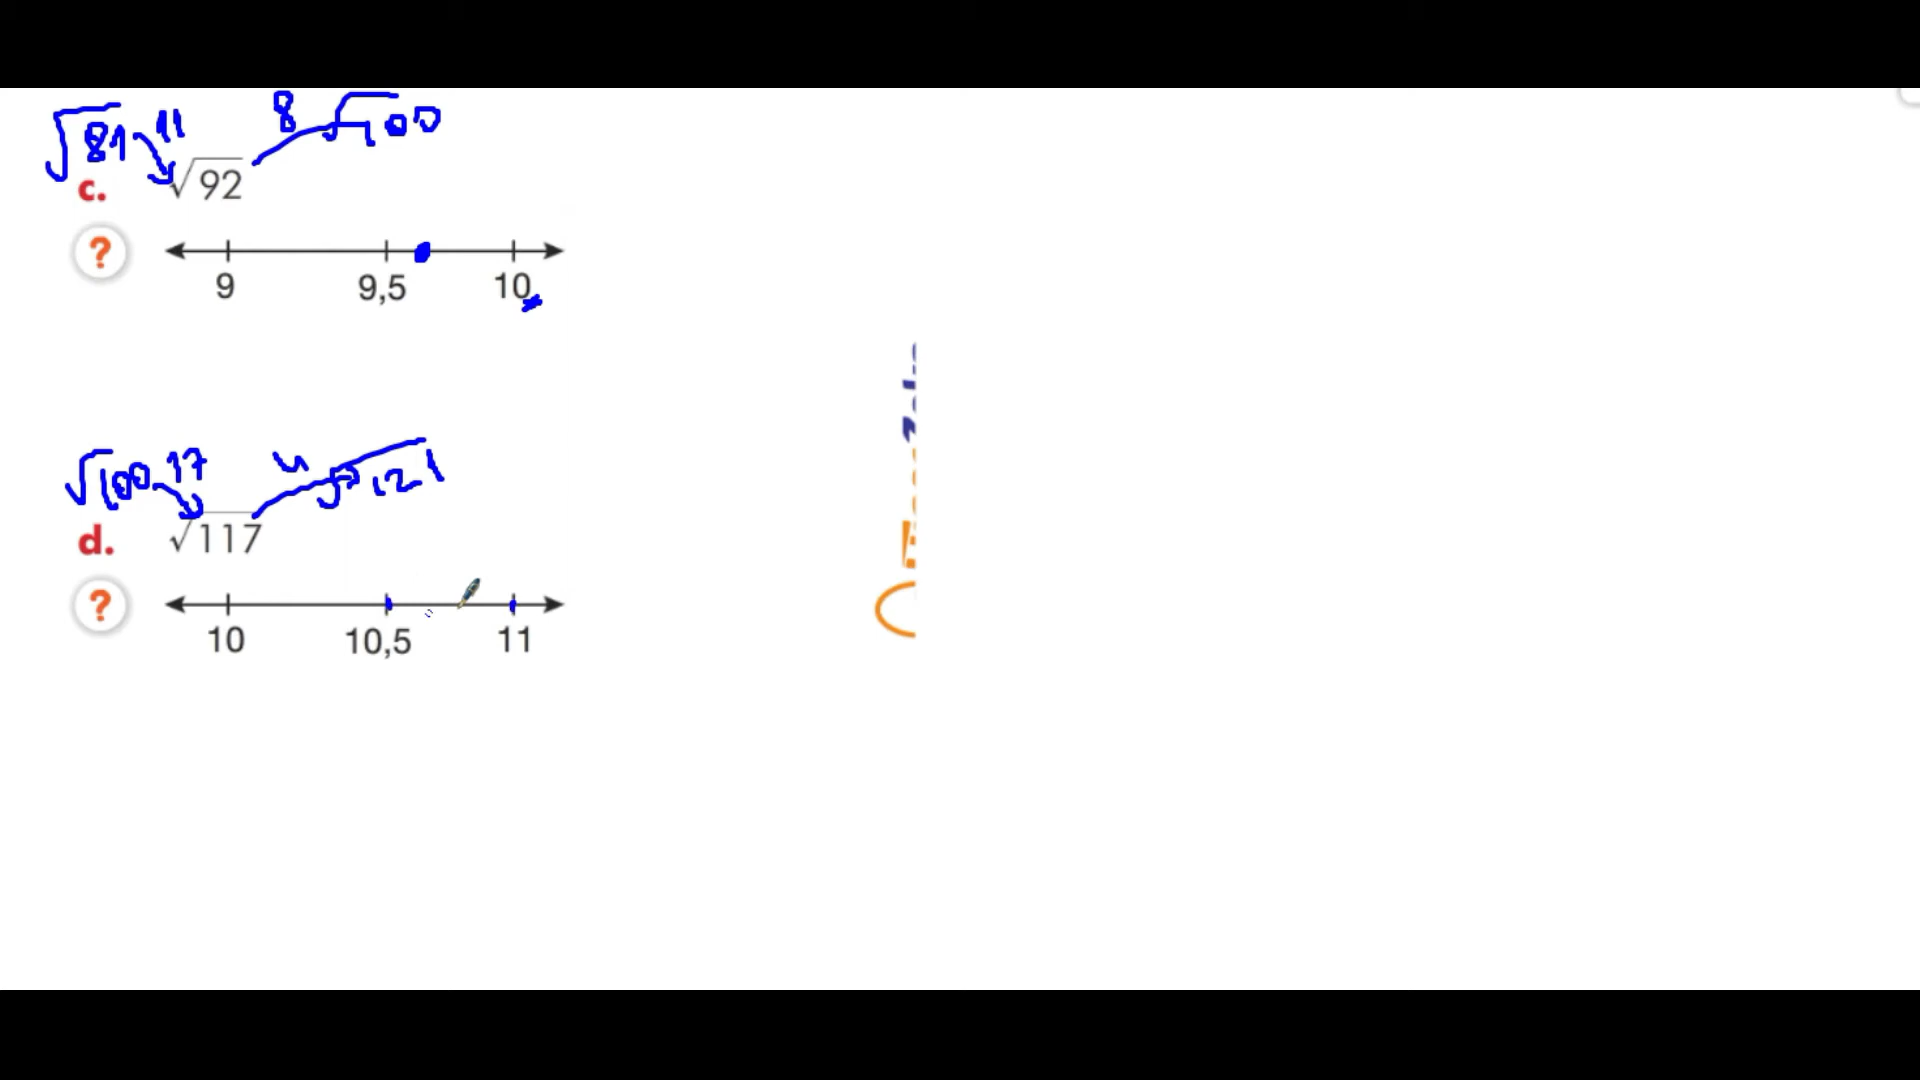 √81 11 8 √100
c. √92
?
9 9,5 10
√100 17 4 √121
d. √117
?
10 10,5 11